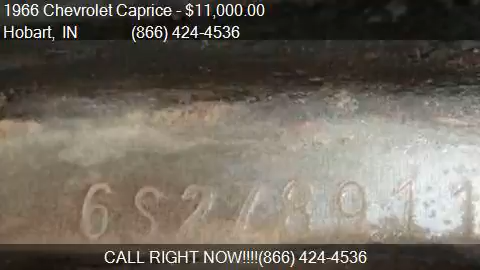 1966 Chevrolet Caprice - $11,000.00
Hobart, IN (866) 424-4536
CALL RIGHT NOW!!!!(866) 424-4536